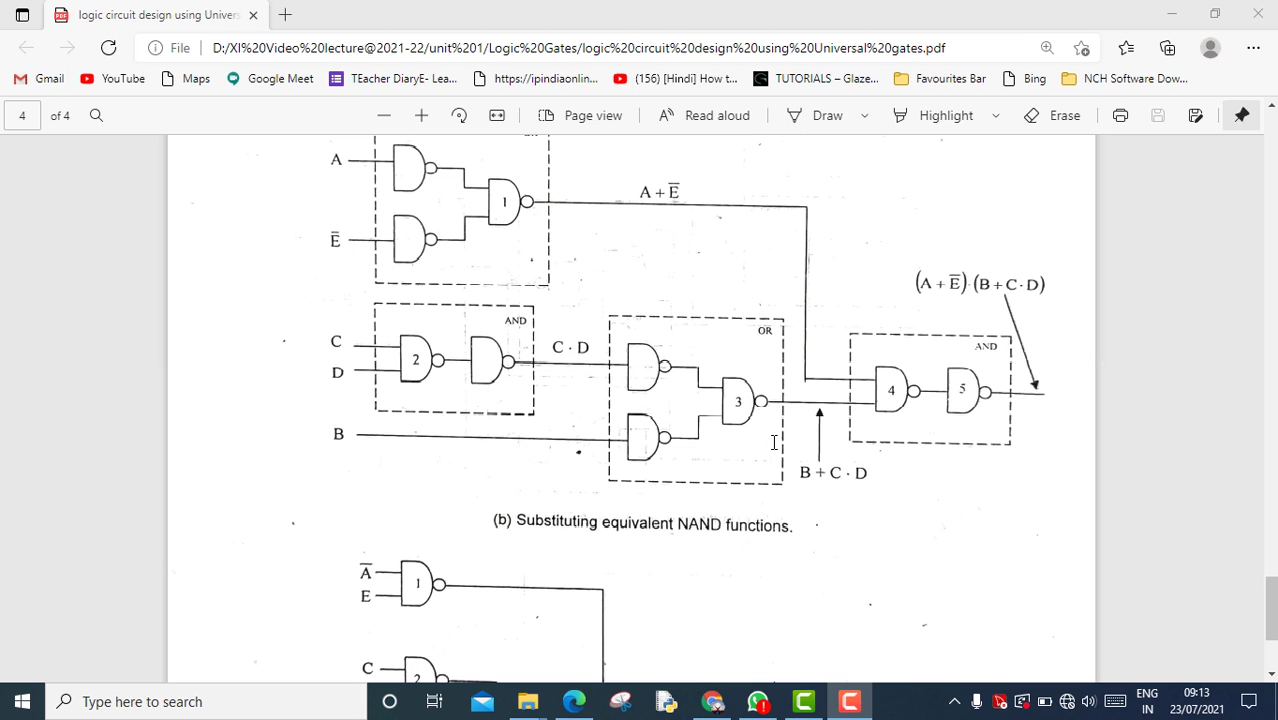 logic circuit design using Univers
File
D:/XI%20Video%20lecture@2021-22/unit%201/Logic%20Gates/logic%20circuit%20design%20using%20Universal%20gates.pdf
Gmail
YouTube
Maps
Google Meet
TEacher DiaryE- Lea...
https://ipindiaonlin...
(156) [Hindi] How t...
TUTORIALS – Glaze...
Favourites Bar
Bing
NCH Software Dow...
4 of 4
Page view
Read aloud
Draw
Highlight
Erase
A
1
A + E̅
E̅
(A + E̅)·(B + C · D)
AND
OR
AND
C
D
2
C · D
3
4
5
B
B + C · D
(b) Substituting equivalent NAND functions.
A̅
E
1
C
2
Type here to search
ENG
IN
09:13
23/07/2021